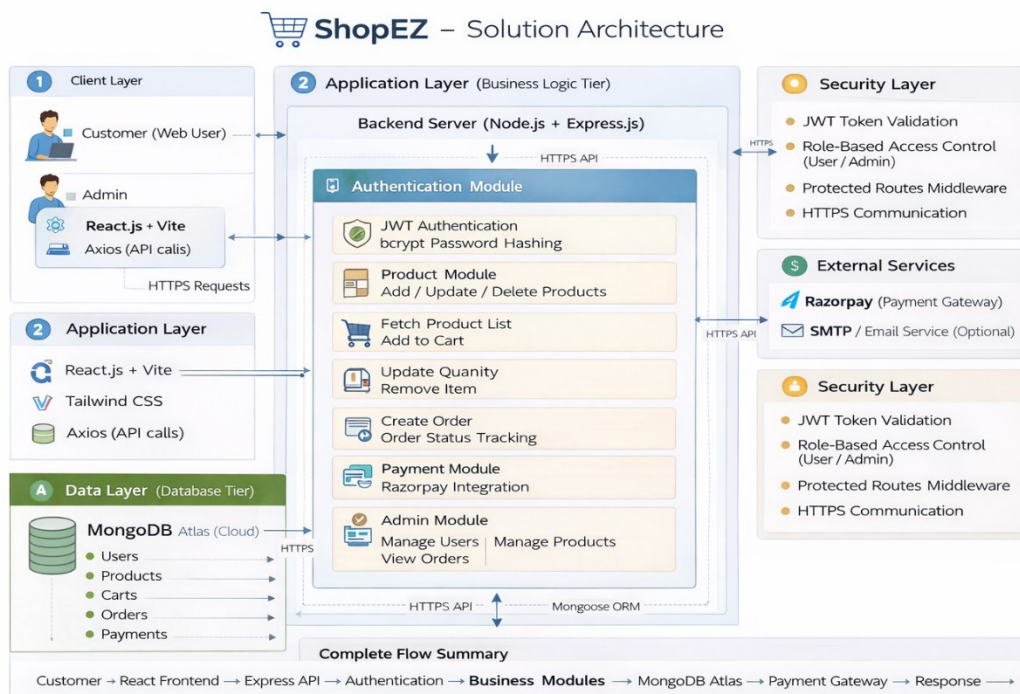 ShopEZ – Solution Architecture
1 Client Layer
Customer (Web User)
Admin
React.js + Vite
Axios (API calls)
HTTPS Requests
2 Application Layer
React.js + Vite
Tailwind CSS
Axios (API calls)
A Data Layer (Database Tier)
MongoDB Atlas (Cloud)
Users
Products
Carts
Orders
Payments
HTTPS
2 Application Layer (Business Logic Tier)
Backend Server (Node.js + Express.js)
HTTPS API
Authentication Module
JWT Authentication
bcrypt Password Hashing
Product Module
Add / Update / Delete Products
Fetch Product List
Add to Cart
Update Quanity
Remove Item
Create Order
Order Status Tracking
Payment Module
Razorpay Integration
Admin Module
Manage Users | Manage Products
View Orders
HTTPS API
Mongoose ORM
HTTPS
Security Layer
JWT Token Validation
Role-Based Access Control
(User / Admin)
Protected Routes Middleware
HTTPS Communication
$ External Services
Razorpay (Payment Gateway)
SMTP / Email Service (Optional)
HTTPS API
Security Layer
JWT Token Validation
Role-Based Access Control
(User / Admin)
Protected Routes Middleware
HTTPS Communication
Complete Flow Summary
Customer → React Frontend → Express API → Authentication → Business Modules → MongoDB Atlas → Payment Gateway → Response →